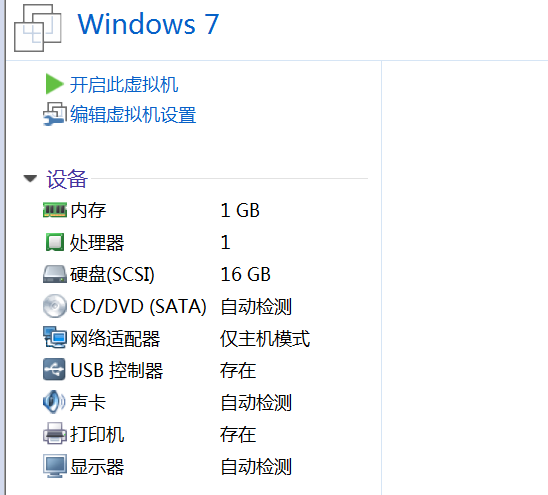 Windows 7
开启此虚拟机
编辑虚拟机设置
设备
内存 1 GB
处理器 1
硬盘(SCSI) 16 GB
CD/DVD (SATA) 自动检测
网络适配器 仅主机模式
USB 控制器 存在
声卡 自动检测
打印机 存在
显示器 自动检测